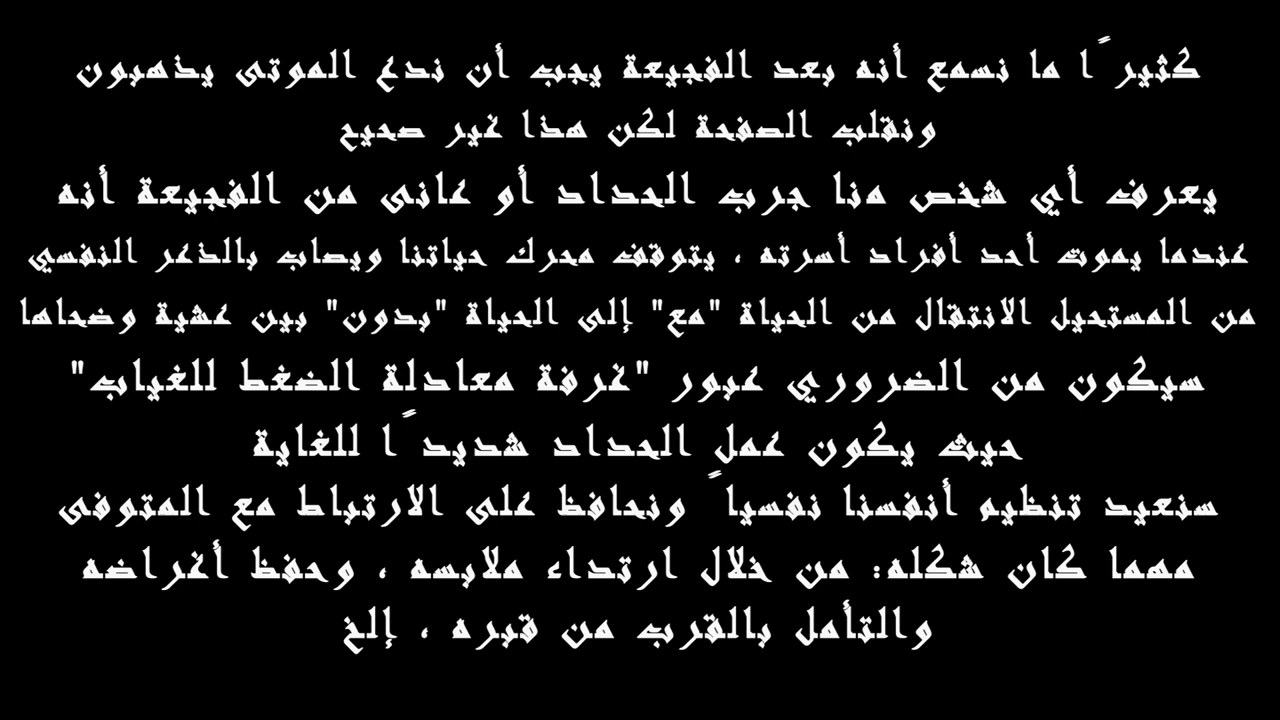 كثيرًا ما نسمع أنه بعد الفجيعة يجب أن ندع الموتى يذهبون
ونقلب الصفحة لكن هذا غير صحيح
يعرف أي شخص منا جرب الحداد أو عانى من الفجيعة أنه
عندما يموت أحد أفراد أسرته ، يتوقف محرك حياتنا ويصاب بالذعر النفسي
من المستحيل الانتقال من الحياة "مع" إلى الحياة "بدون" بين عشية وضحاها
سيكون من الضروري عبور "غرفة معادلة الضغط للغياب"
حيث يكون عمل الحداد شديدًا للغاية
سنعيد تنظيم أنفسنا نفسياً ونحافظ على الارتباط مع المتوفى
مهما كان شكله: من خلال ارتداء ملابسه ، وحفظ أغراضه
والتأمل بالقرب من قبره ، إلخ